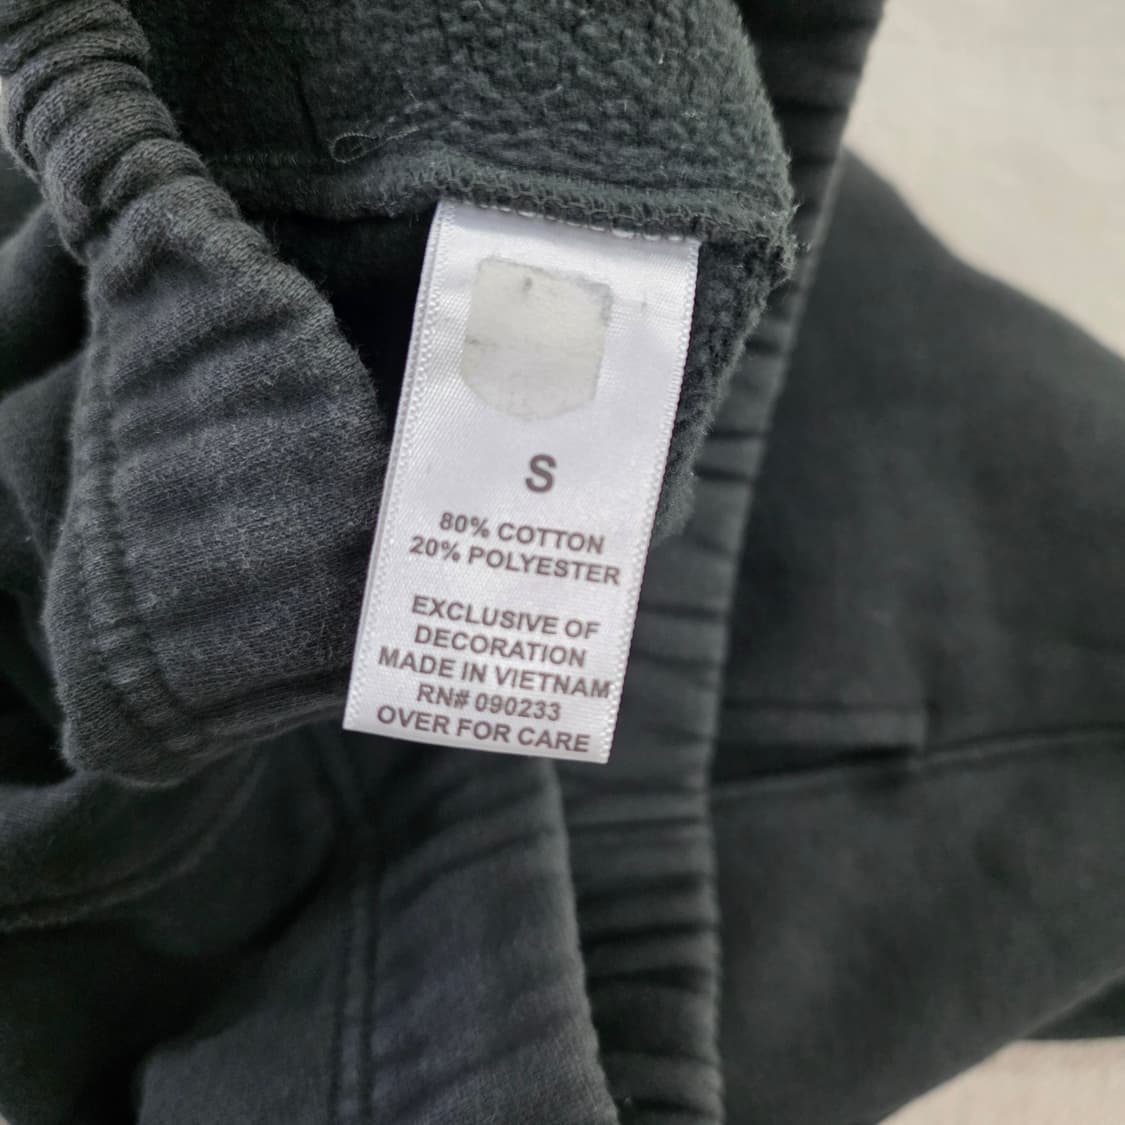 S
80% COTTON
20% POLYESTER
EXCLUSIVE OF
DECORATION
MADE IN VIETNAM
RN# 090233
OVER FOR CARE